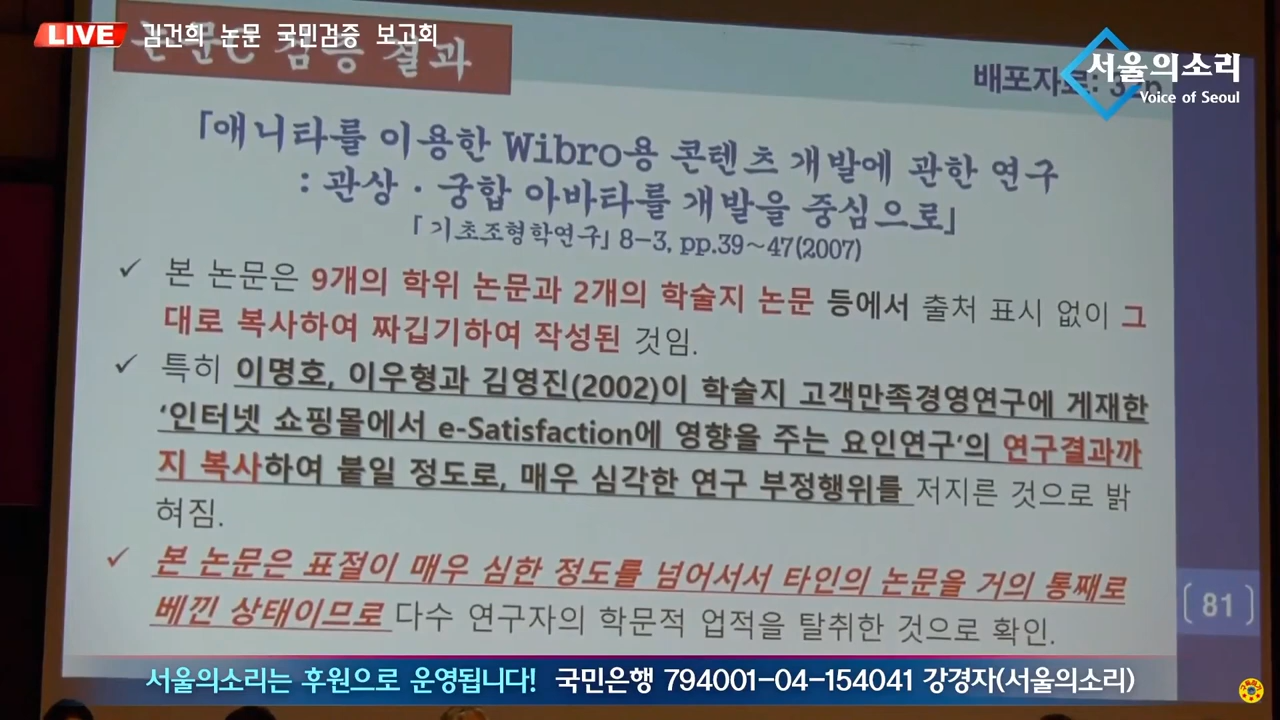 LIVE 김건희 논문 국민검증 보고회
검증 결과
서울의소리
Voice of Seoul
배포자료:
「애니타를 이용한 Wibro용 콘텐츠 개발에 관한 연구
: 관상·궁합 아바타를 개발을 중심으로」
「기초조형학연구」 8-3, pp.39~47(2007)
✓ 본 논문은 9개의 학위 논문과 2개의 학술지 논문 등에서 출처 표시 없이 그
대로 복사하여 짜깁기하여 작성된 것임.
✓ 특히 이명호, 이우형과 김영진(2002)이 학술지 고객만족경영연구에 게재한
‘인터넷 쇼핑몰에서 e-Satisfaction에 영향을 주는 요인연구‘의 연구결과까
지 복사하여 붙일 정도로, 매우 심각한 연구 부정행위를 저지른 것으로 밝
혀짐.
✓ 본 논문은 표절이 매우 심한 정도를 넘어서서 타인의 논문을 거의 통째로
베낀 상태이므로 다수 연구자의 학문적 업적을 탈취한 것으로 확인.
( 81 )
서울의소리는 후원으로 운영됩니다! 국민은행 794001-04-154041 강경자(서울의소리)